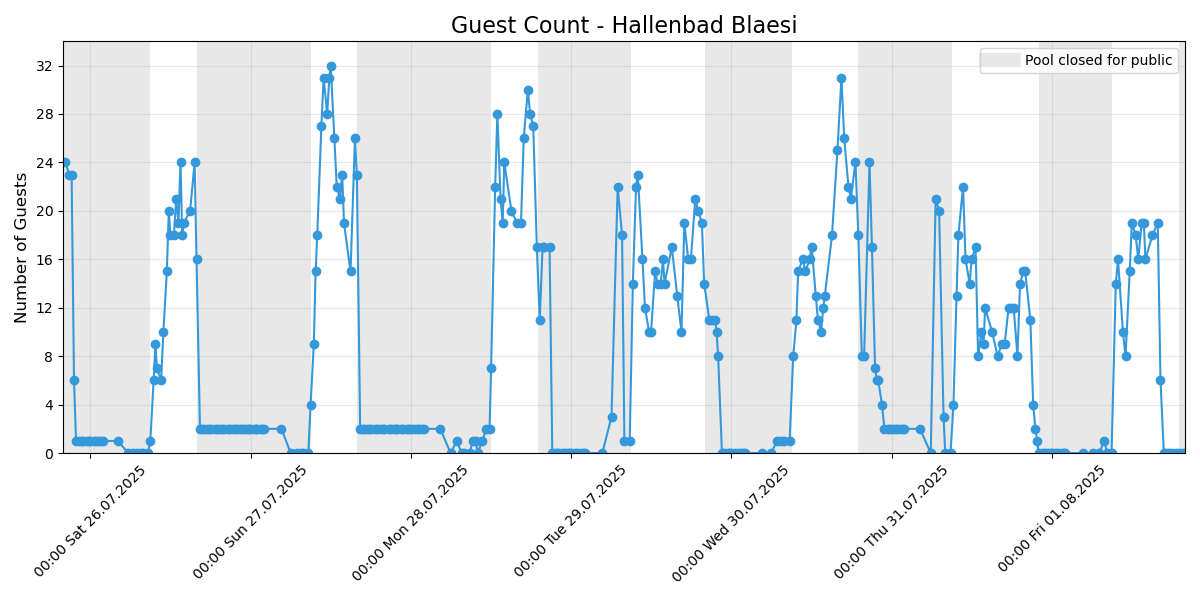 Guest Count - Hallenbad Blaesi
Pool closed for public
Number of Guests
32
28
24
20
16
12
8
4
0
00:00 Sat 26.07.2025
00:00 Sun 27.07.2025
00:00 Mon 28.07.2025
00:00 Tue 29.07.2025
00:00 Wed 30.07.2025
00:00 Thu 31.07.2025
00:00 Fri 01.08.2025